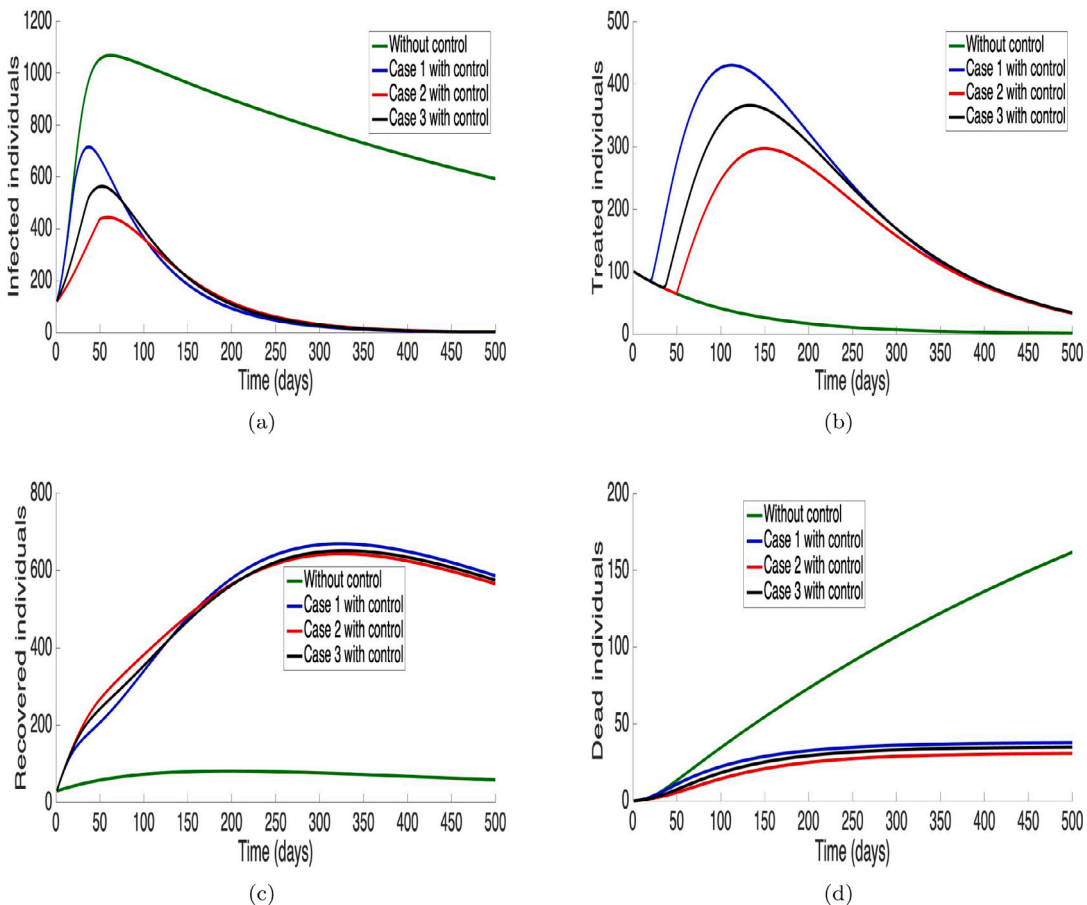 1200
1000
800
600
400
200
0
Infected individuals
Without control
Case 1 with control
Case 2 with control
Case 3 with control
0 50 100 150 200 250 300 350 400 450 500
Time (days)
(a)
500
400
300
200
100
0
Treated individuals
Without control
Case 1 with control
Case 2 with control
Case 3 with control
0 50 100 150 200 250 300 350 400 450 500
Time (days)
(b)
800
600
400
200
0
Recovered individuals
Without control
Case 1 with control
Case 2 with control
Case 3 with control
0 50 100 150 200 250 300 350 400 450 500
Time (days)
(c)
200
150
100
50
0
Dead individuals
Without control
Case 1 with control
Case 2 with control
Case 3 with control
0 50 100 150 200 250 300 350 400 450 500
Time (days)
(d)